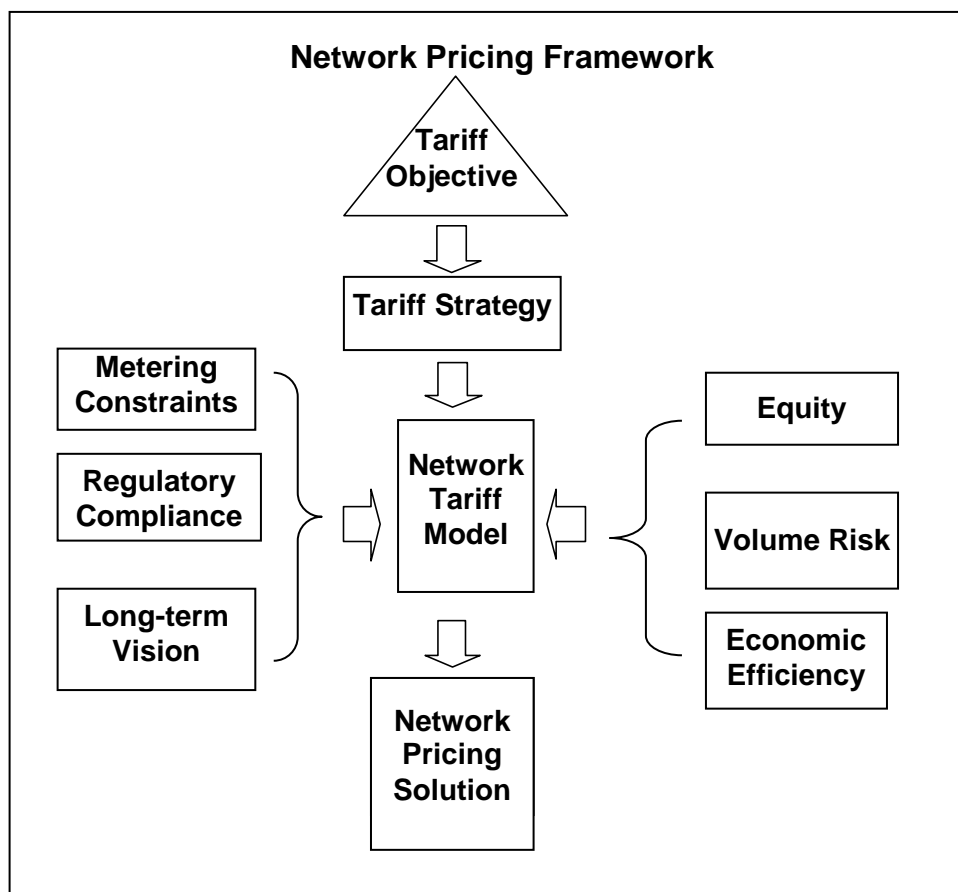 Network Pricing Framework
Tariff
Objective
Tariff Strategy
Metering
Constraints
Regulatory
Compliance
Long-term
Vision
Network
Tariff
Model
Equity
Volume Risk
Economic
Efficiency
Network
Pricing
Solution